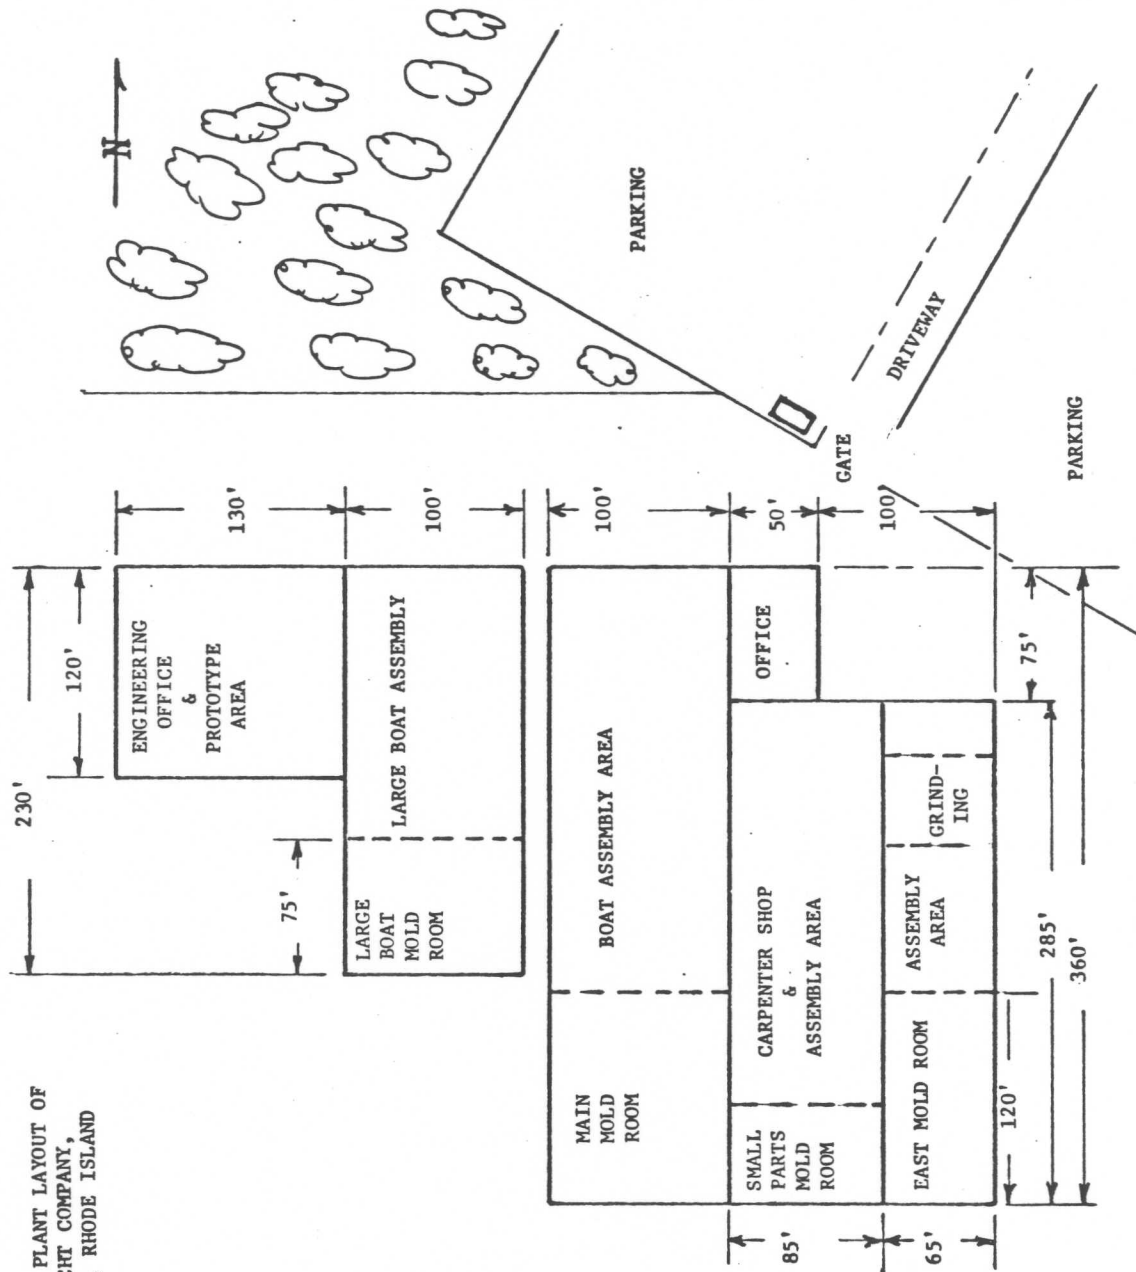 PLANT LAYOUT OF
COMPANY,
RHODE ISLAND
N
230'
120'
75'
130'
100'
ENGINEERING
OFFICE
&
PROTOTYPE
AREA
LARGE BOAT ASSEMBLY
LARGE
BOAT
MOLD
ROOM
100'
50'
100'
MAIN
MOLD
ROOM
BOAT ASSEMBLY AREA
OFFICE
SMALL
PARTS
MOLD
ROOM
CARPENTER SHOP
&
ASSEMBLY AREA
EAST MOLD ROOM
ASSEMBLY
AREA
GRIND-
ING
85'
65'
120'
285'
75'
360'
GATE
DRIVEWAY
PARKING
PARKING